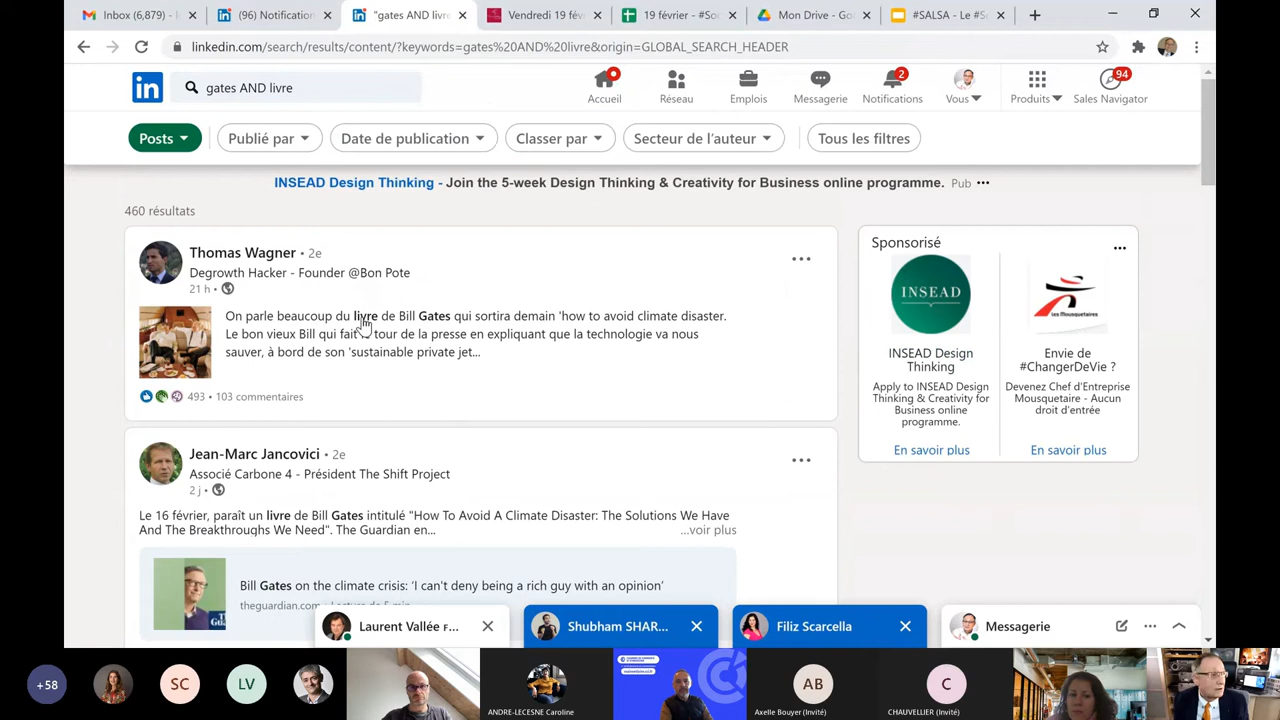 Inbox (6,879) - l
(96) Notification
"gates AND livre
Vendredi 19 fév
19 février - #So
Mon Drive - Goo
#SALSA - Le #So
linkedin.com/search/results/content/?keywords=gates%20AND%20livre&origin=GLOBAL_SEARCH_HEADER
in
gates AND livre
Accueil
Réseau
Emplois
Messagerie
2
Notifications
Vous
Produits
94
Sales Navigator
Posts
Publié par
Date de publication
Classer par
Secteur de l'auteur
Tous les filtres
INSEAD Design Thinking - Join the 5-week Design Thinking & Creativity for Business online programme. Pub
460 résultats
Thomas Wagner • 2e
Degrowth Hacker - Founder @Bon Pote
21 h •
On parle beaucoup du livre de Bill Gates qui sortira demain 'how to avoid climate disaster.
Le bon vieux Bill qui fait le tour de la presse en expliquant que la technologie va nous
sauver, à bord de son 'sustainable private jet...
493 • 103 commentaires
Jean-Marc Jancovici • 2e
Associé Carbone 4 - Président The Shift Project
2 j •
Le 16 février, paraît un livre de Bill Gates intitulé "How To Avoid A Climate Disaster: The Solutions We Have
And The Breakthroughs We Need". The Guardian en...
...voir plus
Bill Gates on the climate crisis: 'I can't deny being a rich guy with an opinion'
theguardian.com • Lecture de 5 min
Sponsorisé
INSEAD
Les Mousquetaires
INSEAD Design
Thinking
Apply to INSEAD Design
Thinking & Creativity for
Business online
programme.
En savoir plus
Envie de
#ChangerDeVie ?
Devenez Chef d'Entreprise
Mousquetaire - Aucun
droit d'entrée
En savoir plus
Laurent Vallée
Shubham SHAR...
Filiz Scarcella
Messagerie
+58
SC
LV
ANDRE-LECESNE Caroline
AB
Axelle Bouyer (Invité)
C
CHAUVELLIER (Invité)